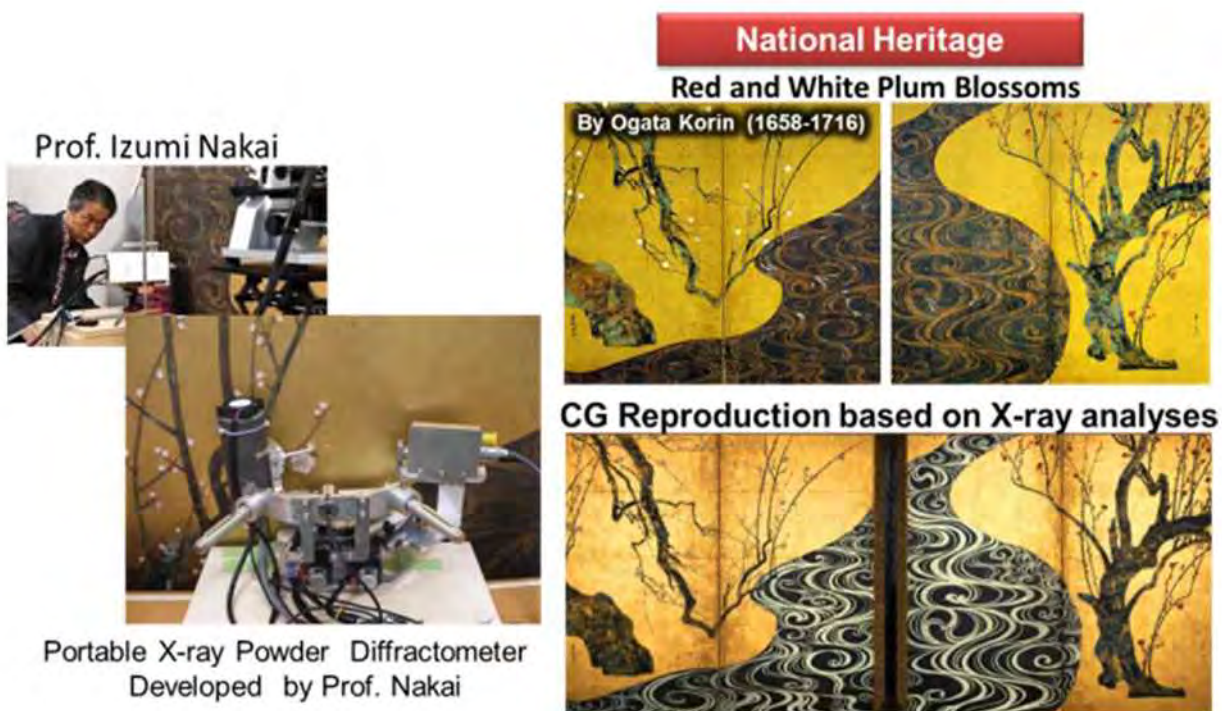 National Heritage
Red and White Plum Blossoms
By Ogata Korin (1658-1716)
Prof. Izumi Nakai
CG Reproduction based on X-ray analyses
Portable X-ray Powder Diffractometer
Developed by Prof. Nakai